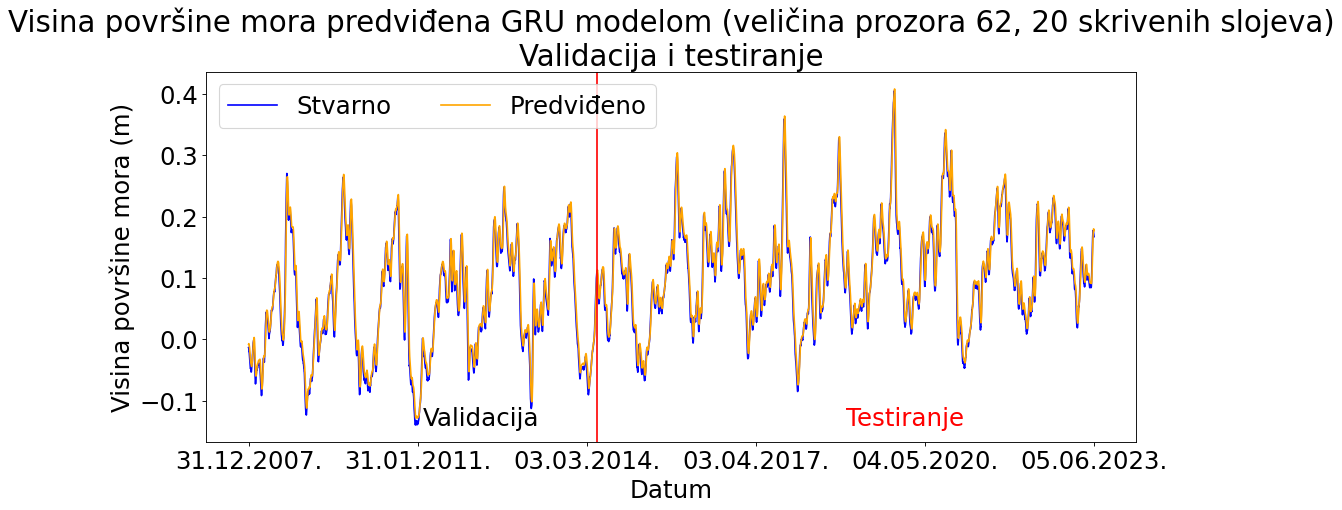 Visina površine mora predviđena GRU modelom (veličina prozora 62, 20 skrivenih slojeva)
Validacija i testiranje
Stvarno
Predviđeno
Visina površine mora (m)
0.4
0.3
0.2
0.1
0.0
−0.1
Validacija
Testiranje
31.12.2007.
31.01.2011.
03.03.2014.
03.04.2017.
04.05.2020.
05.06.2023.
Datum